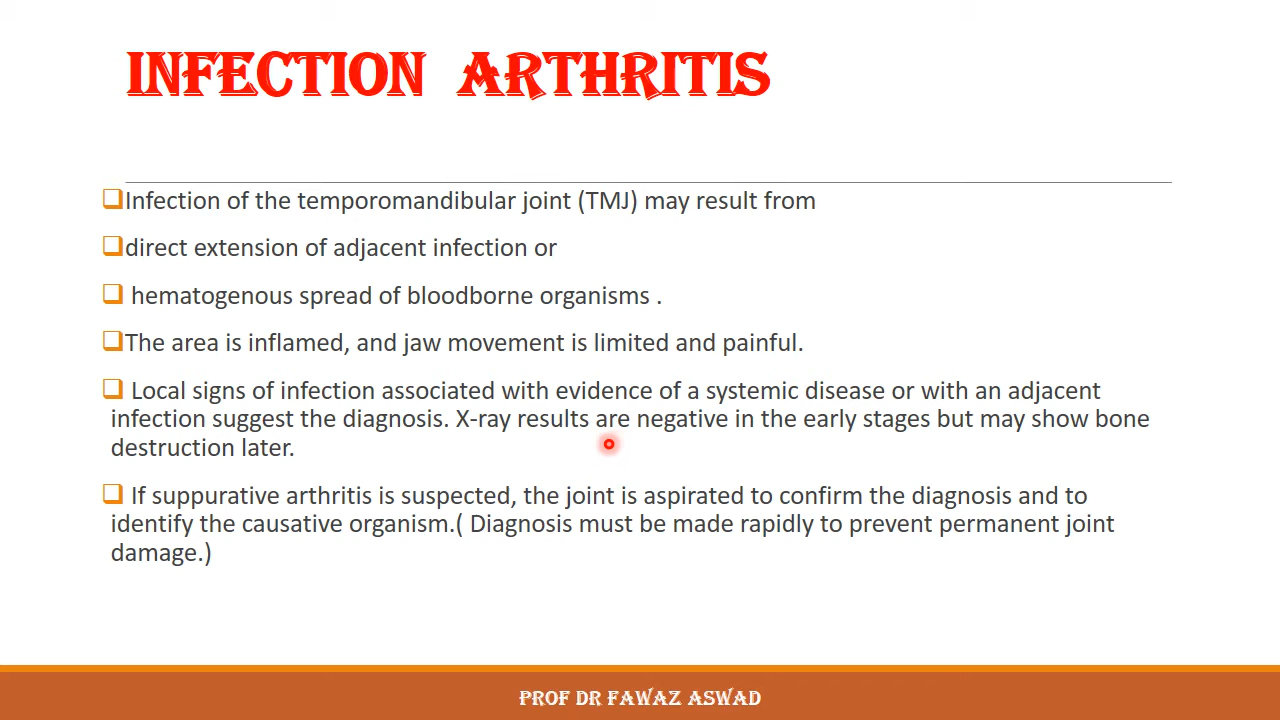 INFECTION ARTHRITIS
❑Infection of the temporomandibular joint (TMJ) may result from
❑direct extension of adjacent infection or
❑ hematogenous spread of bloodborne organisms .
❑The area is inflamed, and jaw movement is limited and painful.
❑ Local signs of infection associated with evidence of a systemic disease or with an adjacent
infection suggest the diagnosis. X-ray results are negative in the early stages but may show bone
destruction later.
❑ If suppurative arthritis is suspected, the joint is aspirated to confirm the diagnosis and to
identify the causative organism.( Diagnosis must be made rapidly to prevent permanent joint
damage.)
PROF DR FAWAZ ASWAD